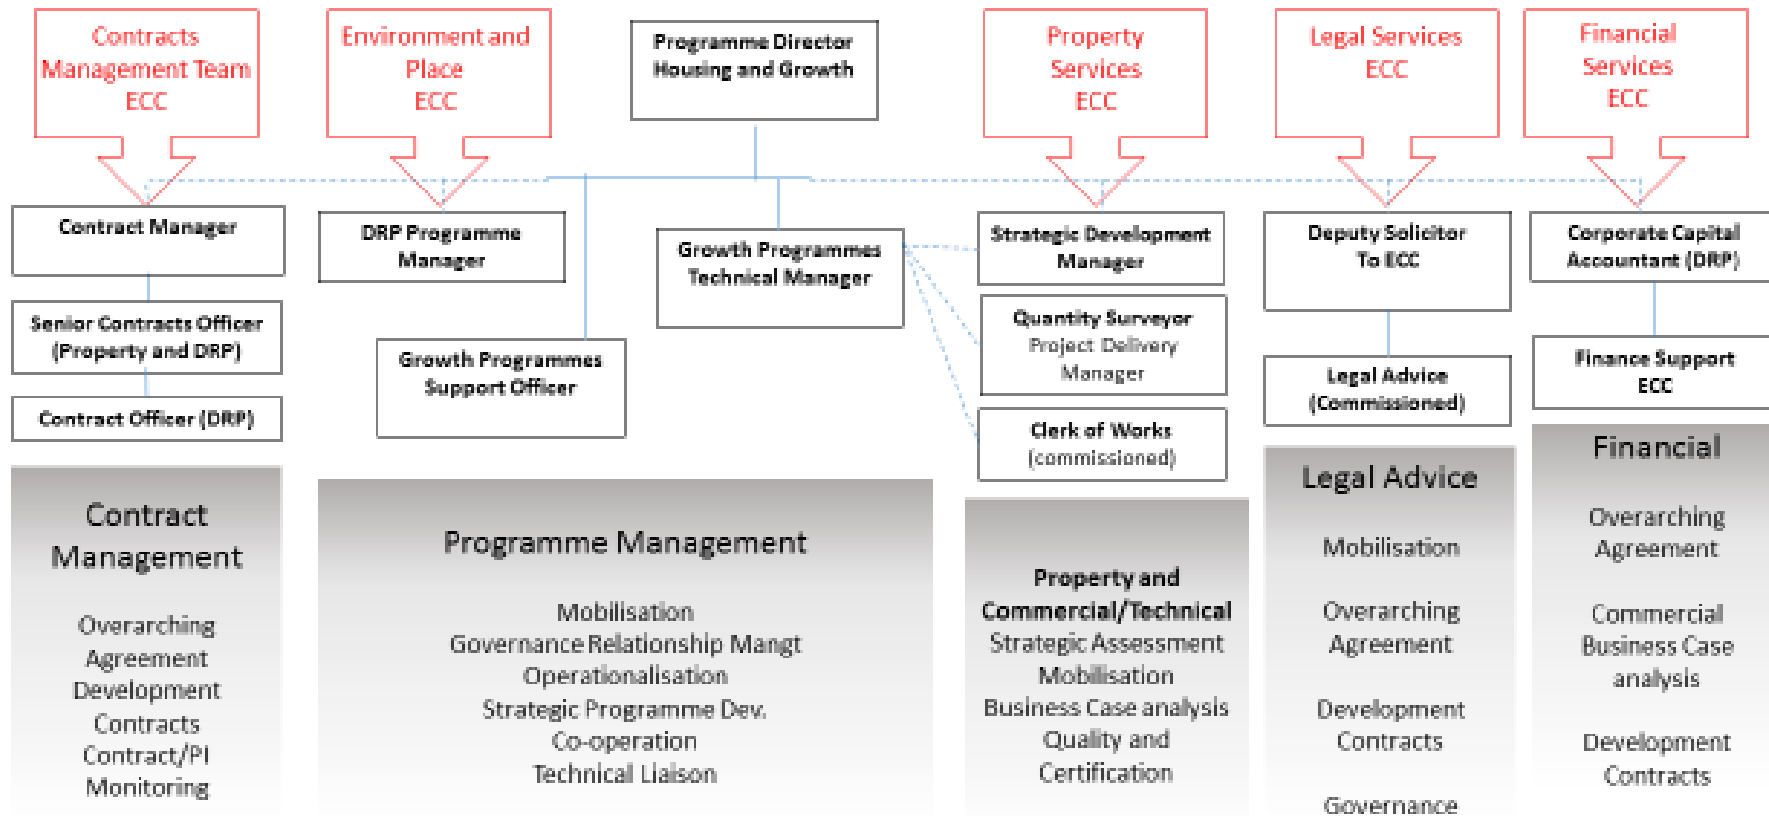 Contracts
Management Team
ECC
Environment and
Place
ECC
Programme Director
Housing and Growth
Property
Services
ECC
Legal Services
ECC
Financial
Services
ECC
Contract Manager
DRP Programme
Manager
Growth Programmes
Technical Manager
Strategic Development
Manager
Deputy Solicitor
To ECC
Corporate Capital
Accountant (DRP)
Senior Contracts Officer
(Property and DRP)
Growth Programmes
Support Officer
Quantity Surveyor
Project Delivery
Manager
Legal Advice
(Commissioned)
Finance Support
ECC
Contract Officer (DRP)
Clerk of Works
(commissioned)
Contract
Management
Overarching
Agreement
Development
Contracts
Contract/PI
Monitoring
Programme Management
Mobilisation
Governance Relationship Mangt
Operationalisation
Strategic Programme Dev.
Co-operation
Technical Liaison
Property and
Commercial/Technical
Strategic Assessment
Mobilisation
Business Case analysis
Quality and
Certification
Legal Advice
Mobilisation
Overarching
Agreement
Development
Contracts
Governance
Financial
Overarching
Agreement
Commercial
Business Case
analysis
Development
Contracts